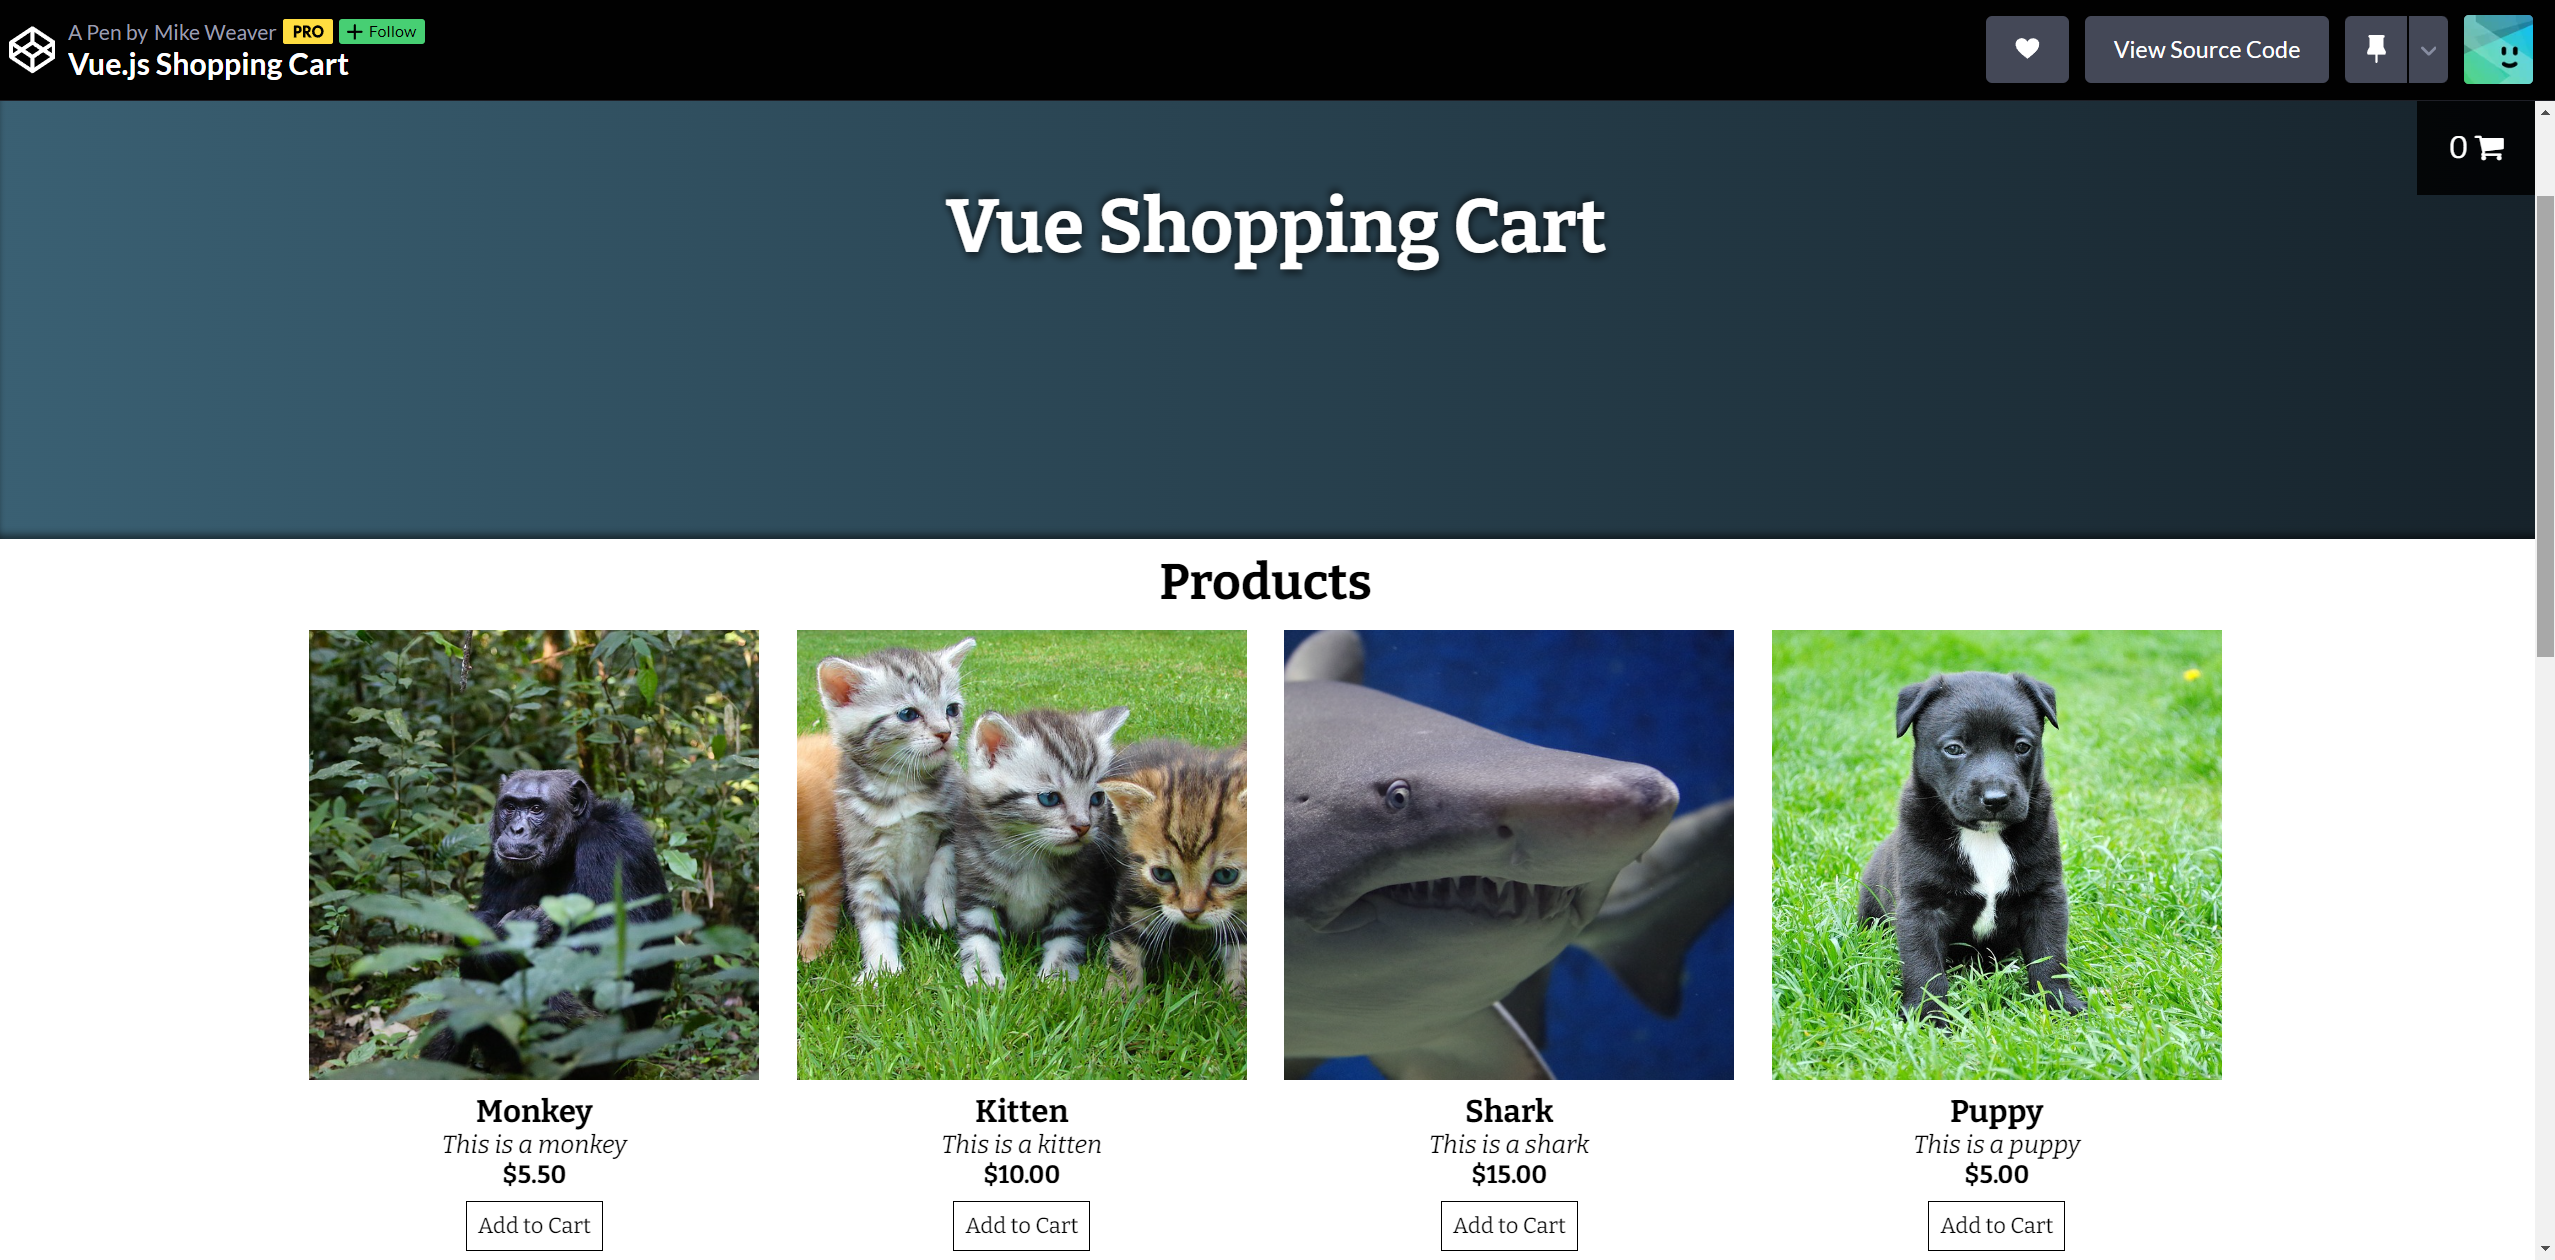 A Pen by Mike Weaver PRO + Follow
Vue.js Shopping Cart
View Source Code
0
Vue Shopping Cart
Products
Monkey
This is a monkey
$5.50
Add to Cart
Kitten
This is a kitten
$10.00
Add to Cart
Shark
This is a shark
$15.00
Add to Cart
Puppy
This is a puppy
$5.00
Add to Cart